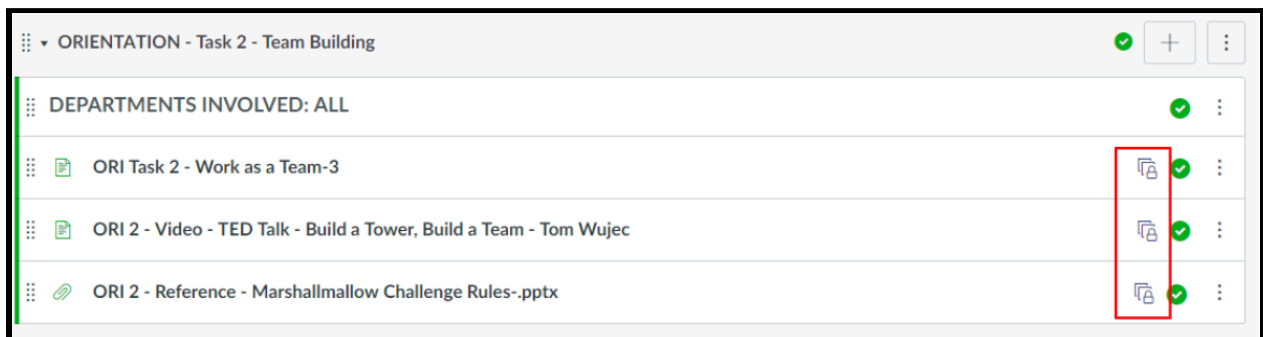 ORIENTATION - Task 2 - Team Building
DEPARTMENTS INVOLVED: ALL
ORI Task 2 - Work as a Team-3
ORI 2 - Video - TED Talk - Build a Tower, Build a Team - Tom Wujec
ORI 2 - Reference - Marshallmallow Challenge Rules-.pptx